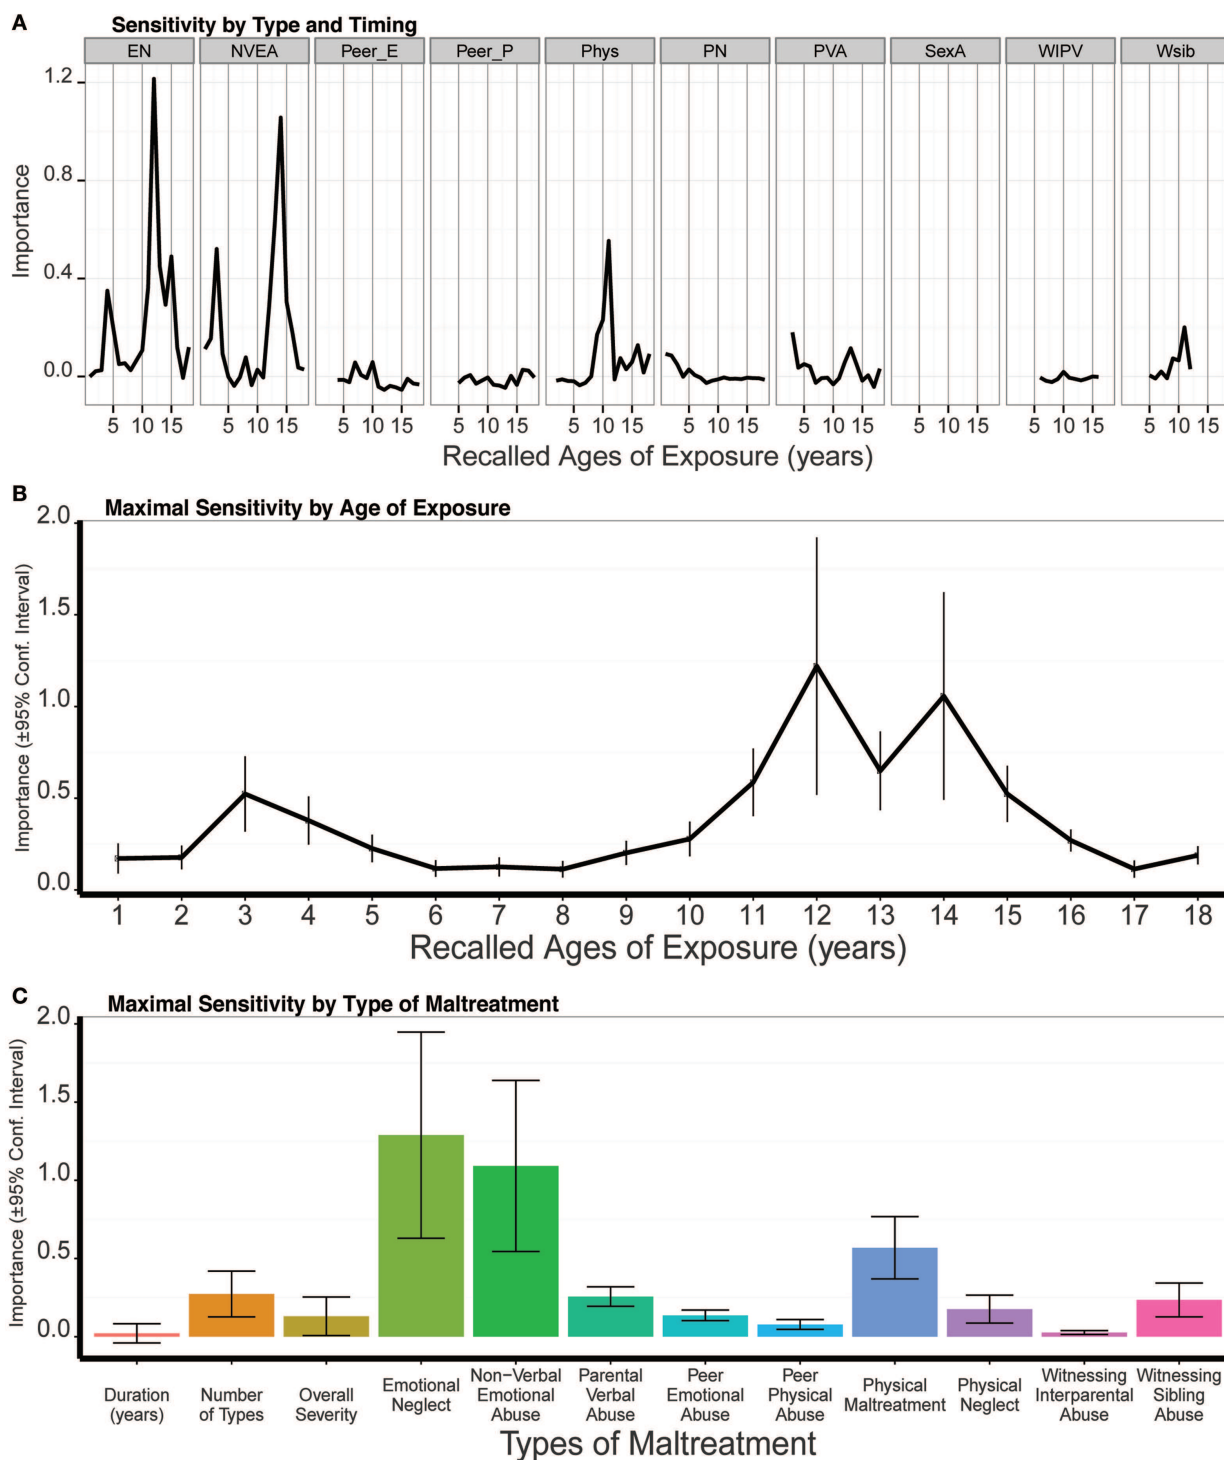 A
Sensitivity by Type and Timing
EN NVEA Peer_E Peer_P Phys PN PVA SexA WIPV Wsib
1.2
0.8
0.4
0.0
Importance
5 10 15 5 10 15 5 10 15 5 10 15 5 10 15 5 10 15 5 10 15 5 10 15 5 10 15 5 10 15
Recalled Ages of Exposure (years)
B
Maximal Sensitivity by Age of Exposure
2.0
1.5
1.0
0.5
0.0
Importance (±95% Conf. Interval)
1 2 3 4 5 6 7 8 9 10 11 12 13 14 15 16 17 18
Recalled Ages of Exposure (years)
C
Maximal Sensitivity by Type of Maltreatment
2.0
1.5
1.0
0.5
0.0
Importance (±95% Conf. Interval)
Duration
(years)
Number
of Types
Overall
Severity
Emotional
Neglect
Non-Verbal
Emotional
Abuse
Parental
Verbal
Abuse
Peer
Emotional
Abuse
Peer
Physical
Abuse
Physical
Maltreatment
Physical
Neglect
Witnessing
Interparental
Abuse
Witnessing
Sibling
Abuse
Types of Maltreatment